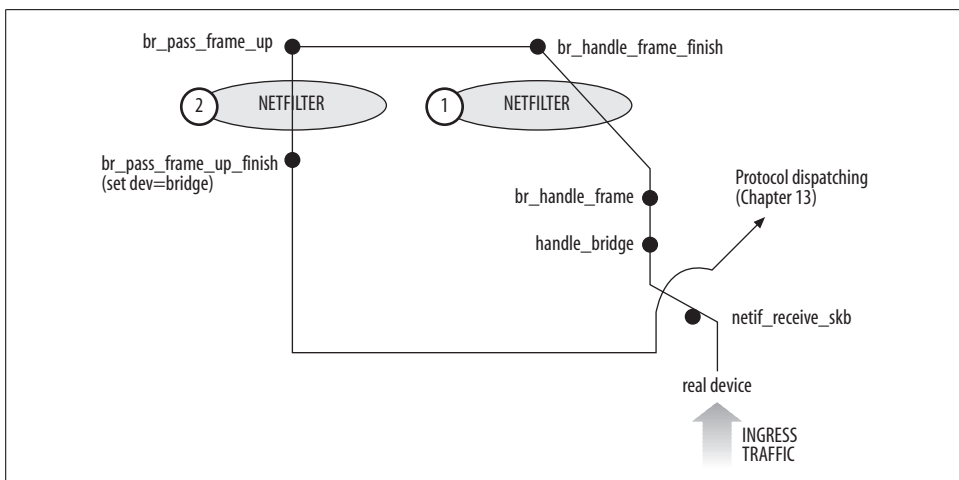 br_pass_frame_up
br_handle_frame_finish
2
NETFILTER
1
NETFILTER
br_pass_frame_up_finish
(set dev=bridge)
Protocol dispatching
(Chapter 13)
br_handle_frame
handle_bridge
netif_receive_skb
real device
INGRESS
TRAFFIC